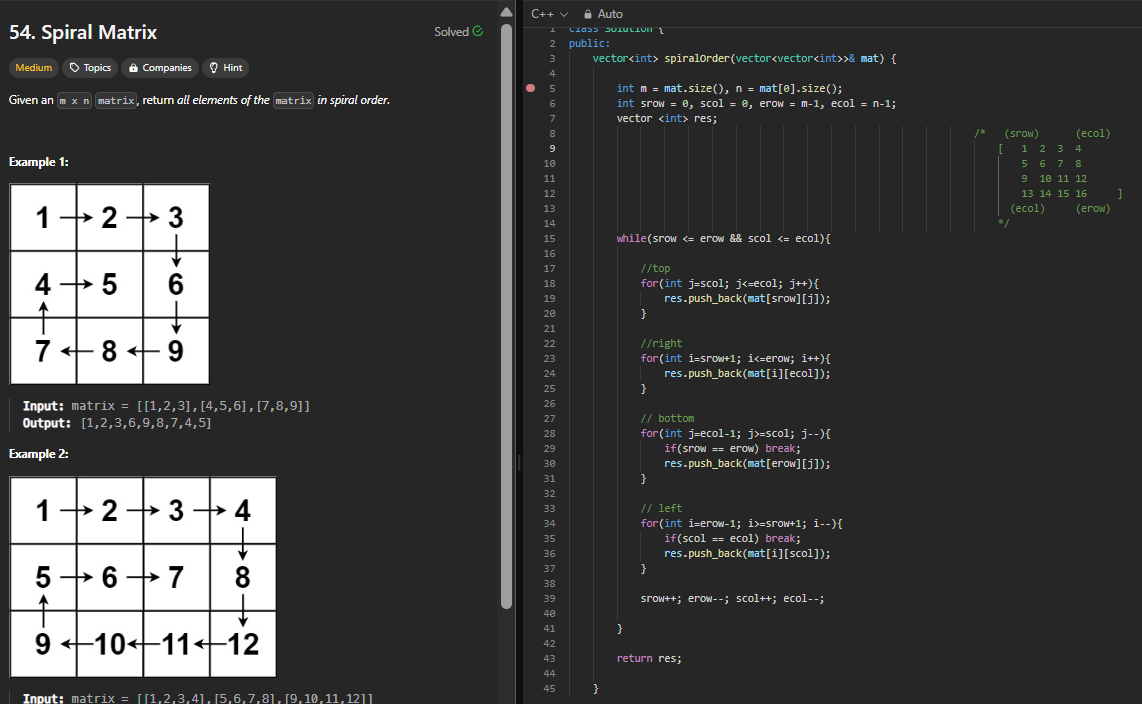 54. Spiral Matrix
Solved
Medium
Topics
Companies
Hint
Given an m x n matrix, return all elements of the matrix in spiral order.
Example 1:
1 2 3
4 5 6
7 8 9
Input: matrix = [[1,2,3],[4,5,6],[7,8,9]]
Output: [1,2,3,6,9,8,7,4,5]
Example 2:
1 2 3 4
5 6 7 8
9 10 11 12
Input: matrix = [[1,2,3,4],[5,6,7,8],[9,10,11,12]]
C++ Auto
1 class Solution {
2 public:
3 vector<int> spiralOrder(vector<vector<int>>& mat) {
4
5 int m = mat.size(), n = mat[0].size();
6 int srow = 0, scol = 0, erow = m-1, ecol = n-1;
7 vector <int> res;
8 /* (srow) (ecol)
9 [ 1 2 3 4
10 5 6 7 8
11 9 10 11 12
12 13 14 15 16 ]
13 (ecol) (erow)
14 */
15 while(srow <= erow && scol <= ecol){
16
17 //top
18 for(int j=scol; j<=ecol; j++){
19 res.push_back(mat[srow][j]);
20 }
21
22 //right
23 for(int i=srow+1; i<=erow; i++){
24 res.push_back(mat[i][ecol]);
25 }
26
27 // bottom
28 for(int j=ecol-1; j>=scol; j--){
29 if(srow == erow) break;
30 res.push_back(mat[erow][j]);
31 }
32
33 // left
34 for(int i=erow-1; i>=srow+1; i--){
35 if(scol == ecol) break;
36 res.push_back(mat[i][scol]);
37 }
38
39 srow++; erow--; scol++; ecol--;
40
41 }
42
43 return res;
44
45 }